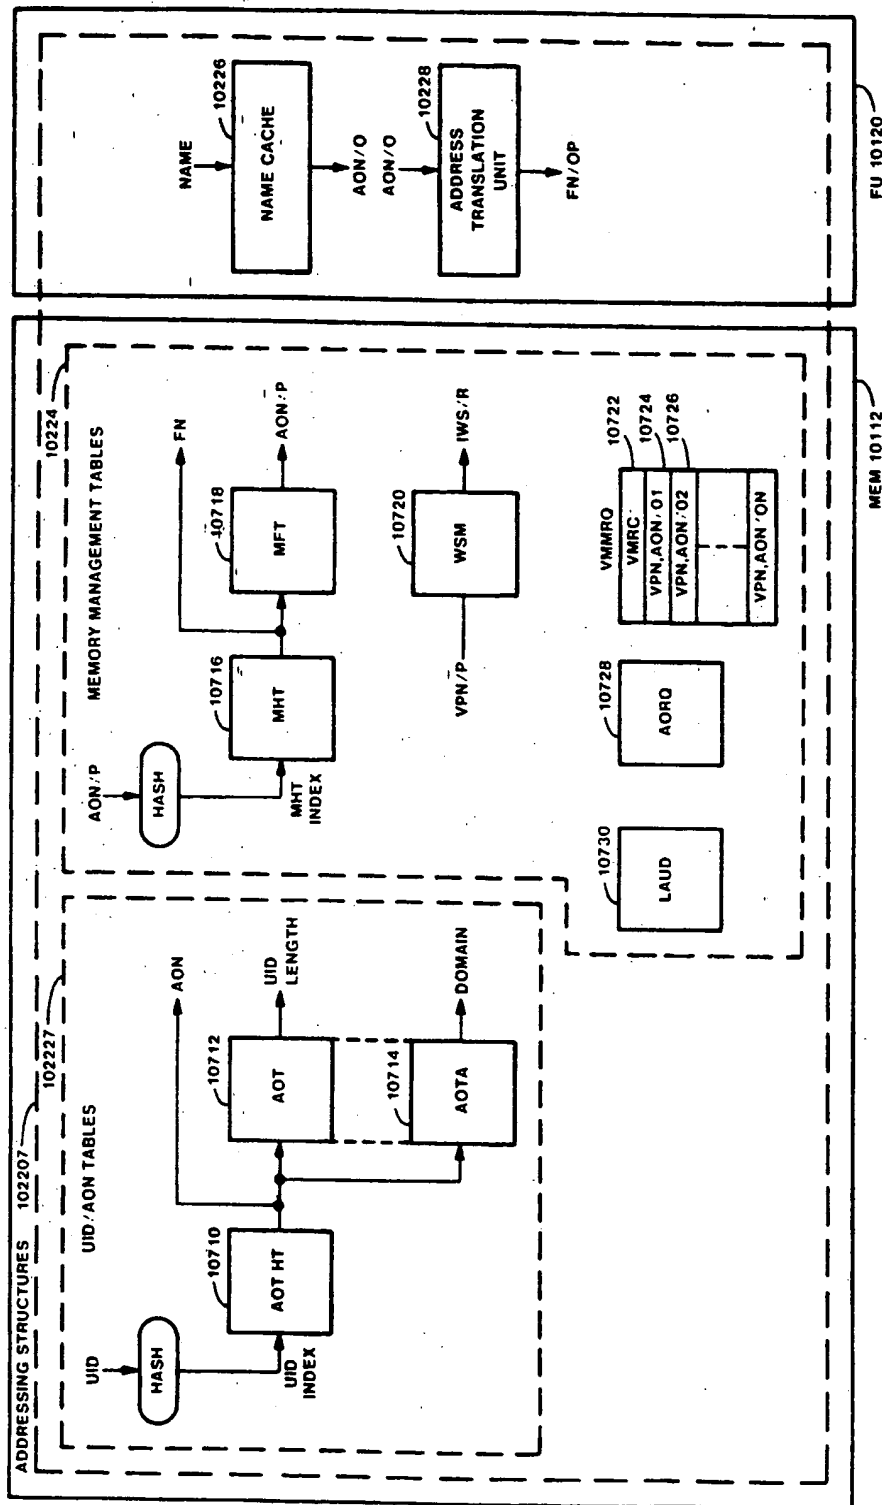 ADDRESSING STRUCTURES 102207
102227
UID/AON TABLES
UID
HASH
UID
INDEX
10710
AOT HT
AON
10712
AOT
UID
LENGTH
10714
AOTA
DOMAIN
10224
MEMORY MANAGEMENT TABLES
AON/P
HASH
MHT
INDEX
10716
MHT
FN
10718
MFT
AON/P
VPN/P
10720
WSM
IWS/R
10730
LAUD
10728
AORQ
VMMRQ
VMRC
10722
VPN,AON/O1
10724
VPN,AON/O2
10726
VPN,AON/ON
MEM 10112
NAME
10226
NAME CACHE
AON/O
AON/O
10228
ADDRESS
TRANSLATION
UNIT
FN/OP
FU 10120